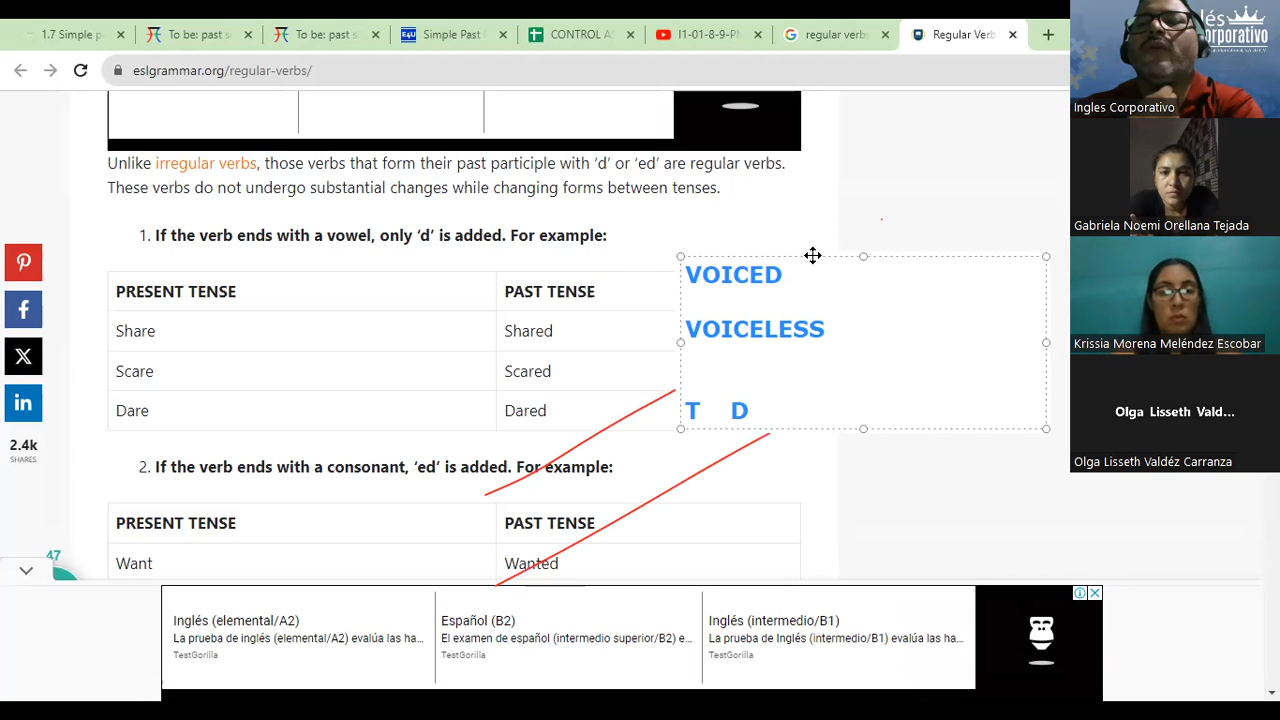 1.7 Simple p
To be: past s
To be: past s
Simple Past
CONTROL A
I1-01-8-9-PM
regular verbs
Regular Verb
eslgrammar.org/regular-verbs/
Unlike irregular verbs, those verbs that form their past participle with ‘d’ or ‘ed’ are regular verbs.
These verbs do not undergo substantial changes while changing forms between tenses.
1. If the verb ends with a vowel, only ‘d’ is added. For example:
PRESENT TENSE PAST TENSE
Share Shared
Scare Scared
Dare Dared
VOICED
VOICELESS
T D
2. If the verb ends with a consonant, ‘ed’ is added. For example:
PRESENT TENSE PAST TENSE
Want Wanted
2.4k
SHARES
47
Inglés (elemental/A2)
La prueba de inglés (elemental/A2) evalúa las ha...
TestGorilla
Español (B2)
El examen de español (intermedio superior/B2) e...
TestGorilla
Inglés (intermedio/B1)
La prueba de Inglés (intermedio/B1) evalúa las ha...
TestGorilla
Ingles Corporativo
Gabriela Noemi Orellana Tejada
Krissia Morena Meléndez Escobar
Olga Lisseth Vald...
Olga Lisseth Valdéz Carranza